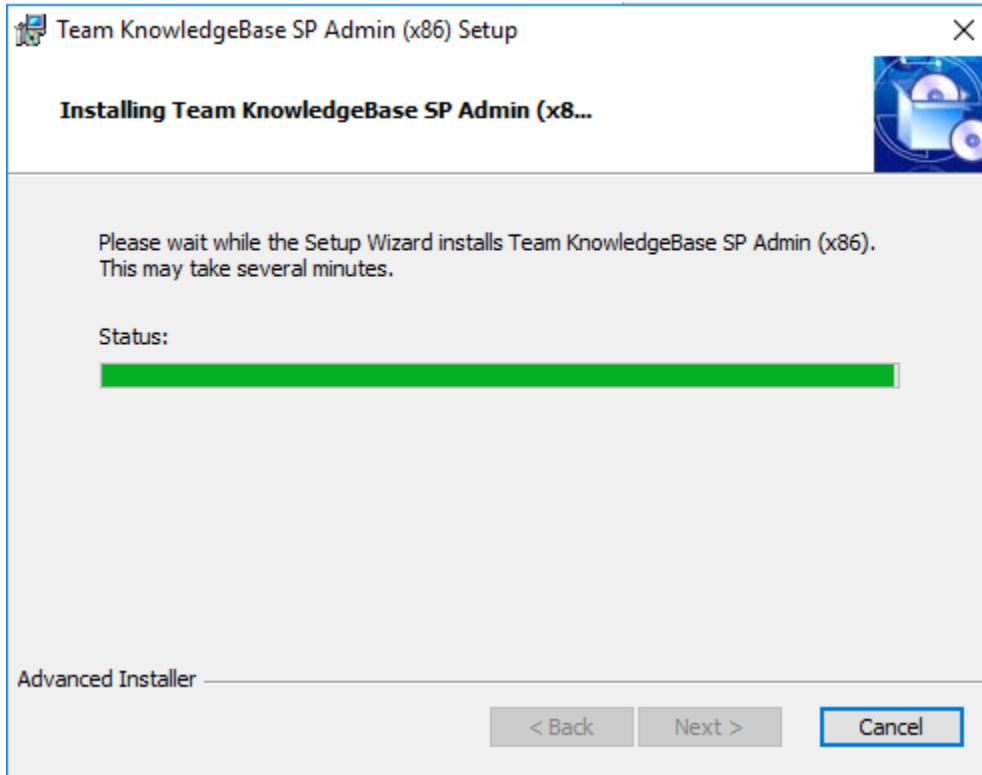 Team KnowledgeBase SP Admin (x86) Setup
Installing Team KnowledgeBase SP Admin (x8...
Please wait while the Setup Wizard installs Team KnowledgeBase SP Admin (x86).
This may take several minutes.
Status:
Advanced Installer
< Back Next > Cancel